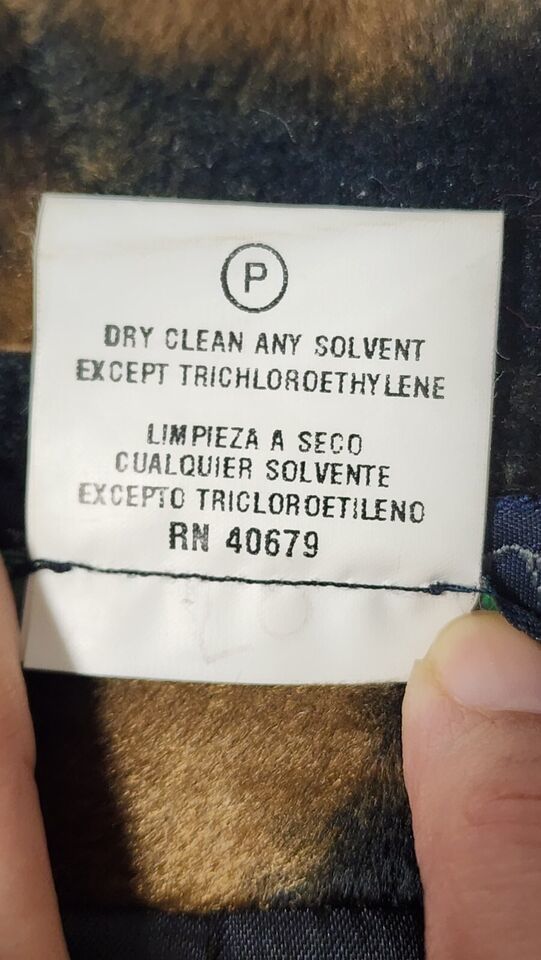 P
DRY CLEAN ANY SOLVENT
EXCEPT TRICHLOROETHYLENE
LIMPIEZA A SECO
CUALQUIER SOLVENTE
EXCEPTO TRICLOROETILENO
RN 40679